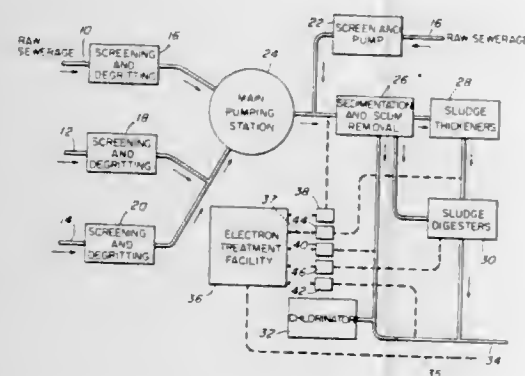 10
RAW
SEWERAGE
16
SCREENING
AND
DEGRITTING
24
MAIN
PUMPING
STATION
22
SCREEN AND
PUMP
16
RAW SEWERAGE
26
SEDIMENTATION
AND SCUM
REMOVAL
28
SLUDGE
THICKENERS
12
18
SCREENING
AND
DEGRITTING
14
20
SCREENING
AND
DEGRITTING
37
38
44
40
46
42
ELECTRON
TREATMENT
FACILITY
36
SLUDGE
DIGESTERS
30
CHLORINATOR
32
34
35